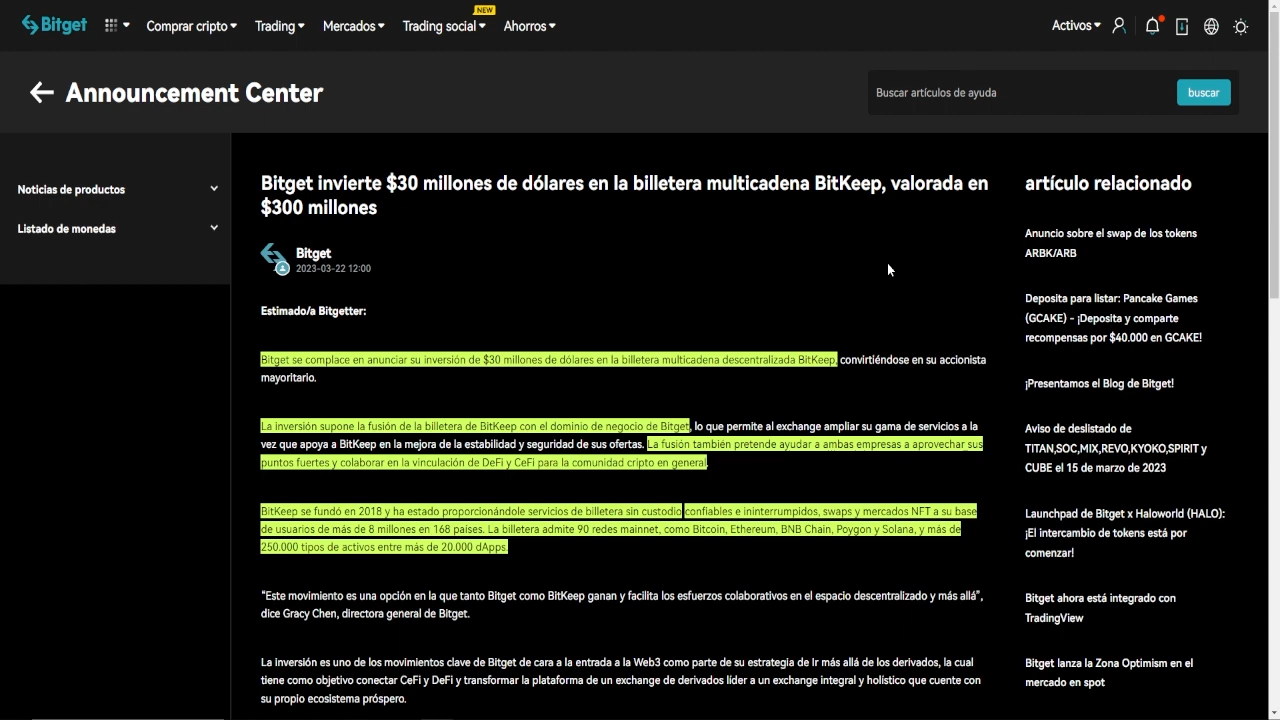 Bitget
Comprar cripto
Trading
Mercados
Trading social
NEW
Ahorros
Activos
Announcement Center
Buscar artículos de ayuda
buscar
Noticias de productos
Listado de monedas
Bitget invierte $30 millones de dólares en la billetera multicadena BitKeep, valorada en
$300 millones
Bitget
2023-03-22 12:00
Estimado/a Bitgetter:
Bitget se complace en anunciar su inversión de $30 millones de dólares en la billetera multicadena descentralizada BitKeep, convirtiéndose en su accionista
mayoritario.
La inversión supone la fusión de la billetera de BitKeep con el dominio de negocio de Bitget, lo que permite al exchange ampliar su gama de servicios a la
vez que apoya a BitKeep en la mejora de la estabilidad y seguridad de sus ofertas. La fusión también pretende ayudar a ambas empresas a aprovechar sus
puntos fuertes y colaborar en la vinculación de DeFi y CeFi para la comunidad cripto en general.
BitKeep se fundó en 2018 y ha estado proporcionándole servicios de billetera sin custodio confiables e ininterrumpidos, swaps y mercados NFT a su base
de usuarios de más de 8 millones en 168 países. La billetera admite 90 redes mainnet, como Bitcoin, Ethereum, BNB Chain, Poygon y Solana, y más de
250.000 tipos de activos entre más de 20.000 dApps.
“Este movimiento es una opción en la que tanto Bitget como BitKeep ganan y facilita los esfuerzos colaborativos en el espacio descentralizado y más allá”,
dice Gracy Chen, directora general de Bitget.
La inversión es uno de los movimientos clave de Bitget de cara a la entrada a la Web3 como parte de su estrategia de Ir más allá de los derivados, la cual
tiene como objetivo conectar CeFi y DeFi y transformar la plataforma de un exchange de derivados líder a un exchange integral y holístico que cuente con
su propio ecosistema próspero.
artículo relacionado
Anuncio sobre el swap de los tokens
ARBK/ARB
Deposita para listar: Pancake Games
(GCAKE) - ¡Deposita y comparte
recompensas por $40.000 en GCAKE!
¡Presentamos el Blog de Bitget!
Aviso de deslistado de
TITAN,SOC,MIX,REVO,KYOKO,SPIRIT y
CUBE el 15 de marzo de 2023
Launchpad de Bitget x Haloworld (HALO):
¡El intercambio de tokens está por
comenzar!
Bitget ahora está integrado con
TradingView
Bitget lanza la Zona Optimism en el
mercado en spot